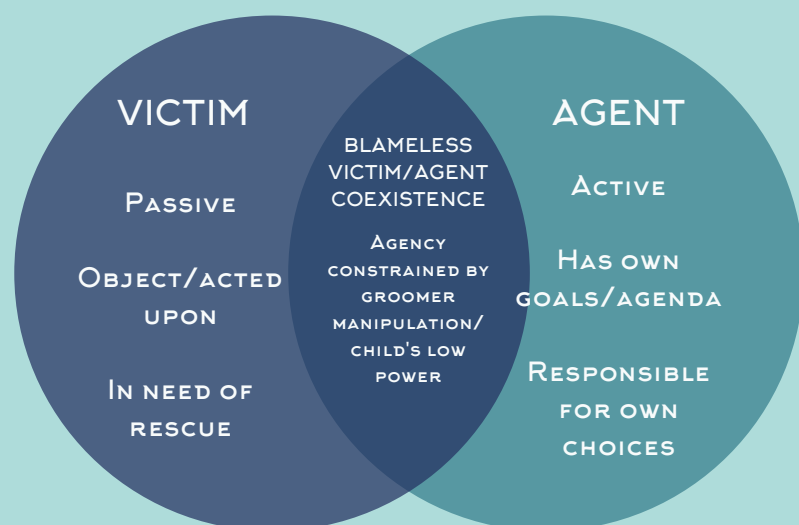 VICTIM
PASSIVE
OBJECT/ACTED
UPON
IN NEED OF
RESCUE
BLAMELESS
VICTIM/AGENT
COEXISTENCE
AGENCY
CONSTRAINED BY
GROOMER
MANIPULATION/
CHILD'S LOW
POWER
AGENT
ACTIVE
HAS OWN
GOALS/AGENDA
RESPONSIBLE
FOR OWN
CHOICES